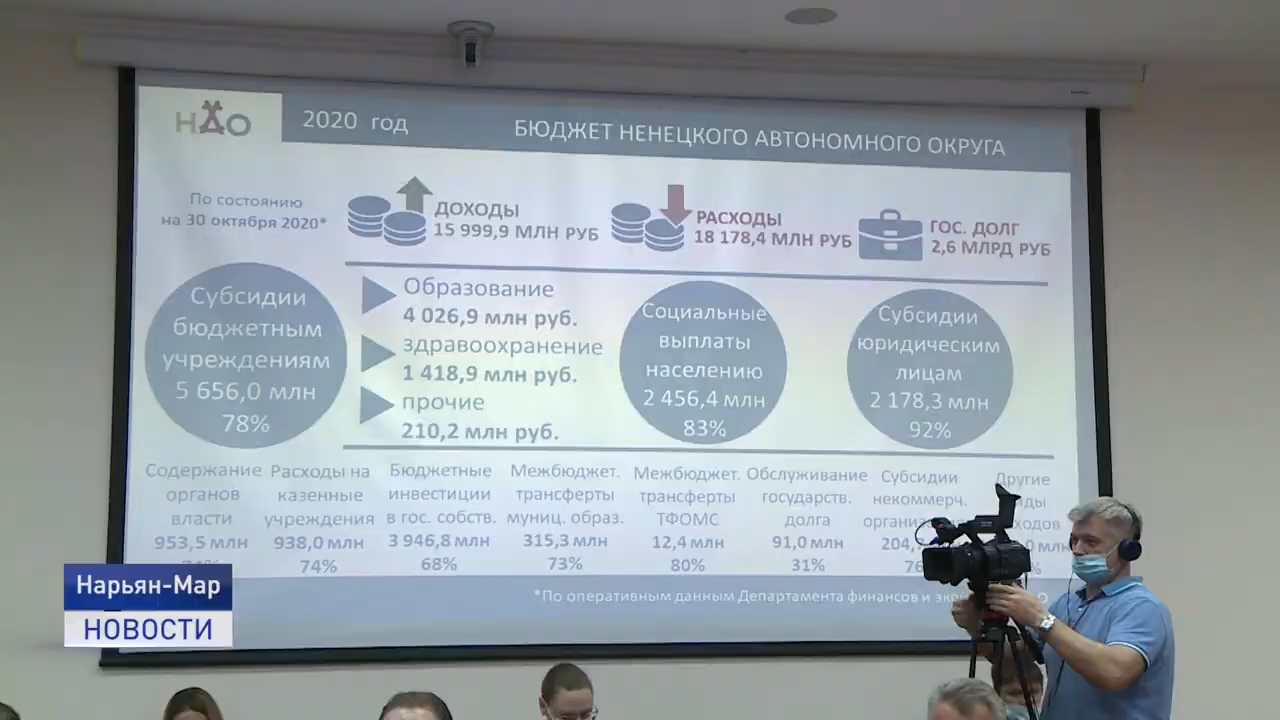 НАО
2020 год
БЮДЖЕТ НЕНЕЦКОГО АВТОНОМНОГО ОКРУГА
По состоянию
на 30 октября 2020*
ДОХОДЫ
15 999,9 МЛН РУБ
РАСХОДЫ
18 178,4 МЛН РУБ
ГОС. ДОЛГ
2,6 МЛРД РУБ
Субсидии
бюджетным
учреждениям
5 656,0 млн
78%
Образование
4 026,9 млн руб.
здравоохранение
1 418,9 млн руб.
прочие
210,2 млн руб.
Социальные
выплаты
населению
2 456,4 млн
83%
Субсидии
юридическим
лицам
2 178,3 млн
92%
Содержание
органов
власти
953,5 млн
Расходы на
казенные
учреждения
938,0 млн
74%
Бюджетные
инвестиции
в гос. собств.
3 946,8 млн
68%
Межбюджет.
трансферты
муниц. образ.
315,3 млн
73%
Межбюджет.
трансферты
ТФОМС
12,4 млн
80%
Обслуживание
государств.
долга
91,0 млн
31%
Субсидии
некоммерч.
Другие
*По оперативным данным Департамента финансов и
Нарьян-Мар
НОВОСТИ